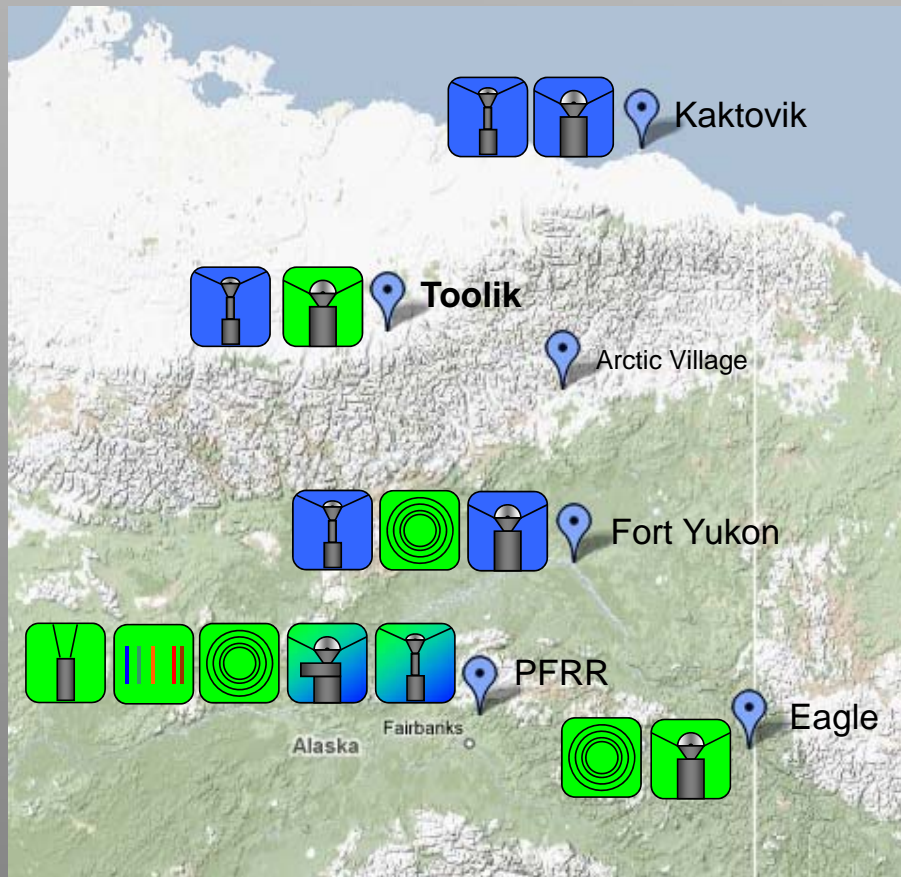 Kaktovik
Toolik
Arctic Village
Fort Yukon
PFRR
Eagle
Fairbanks
Alaska